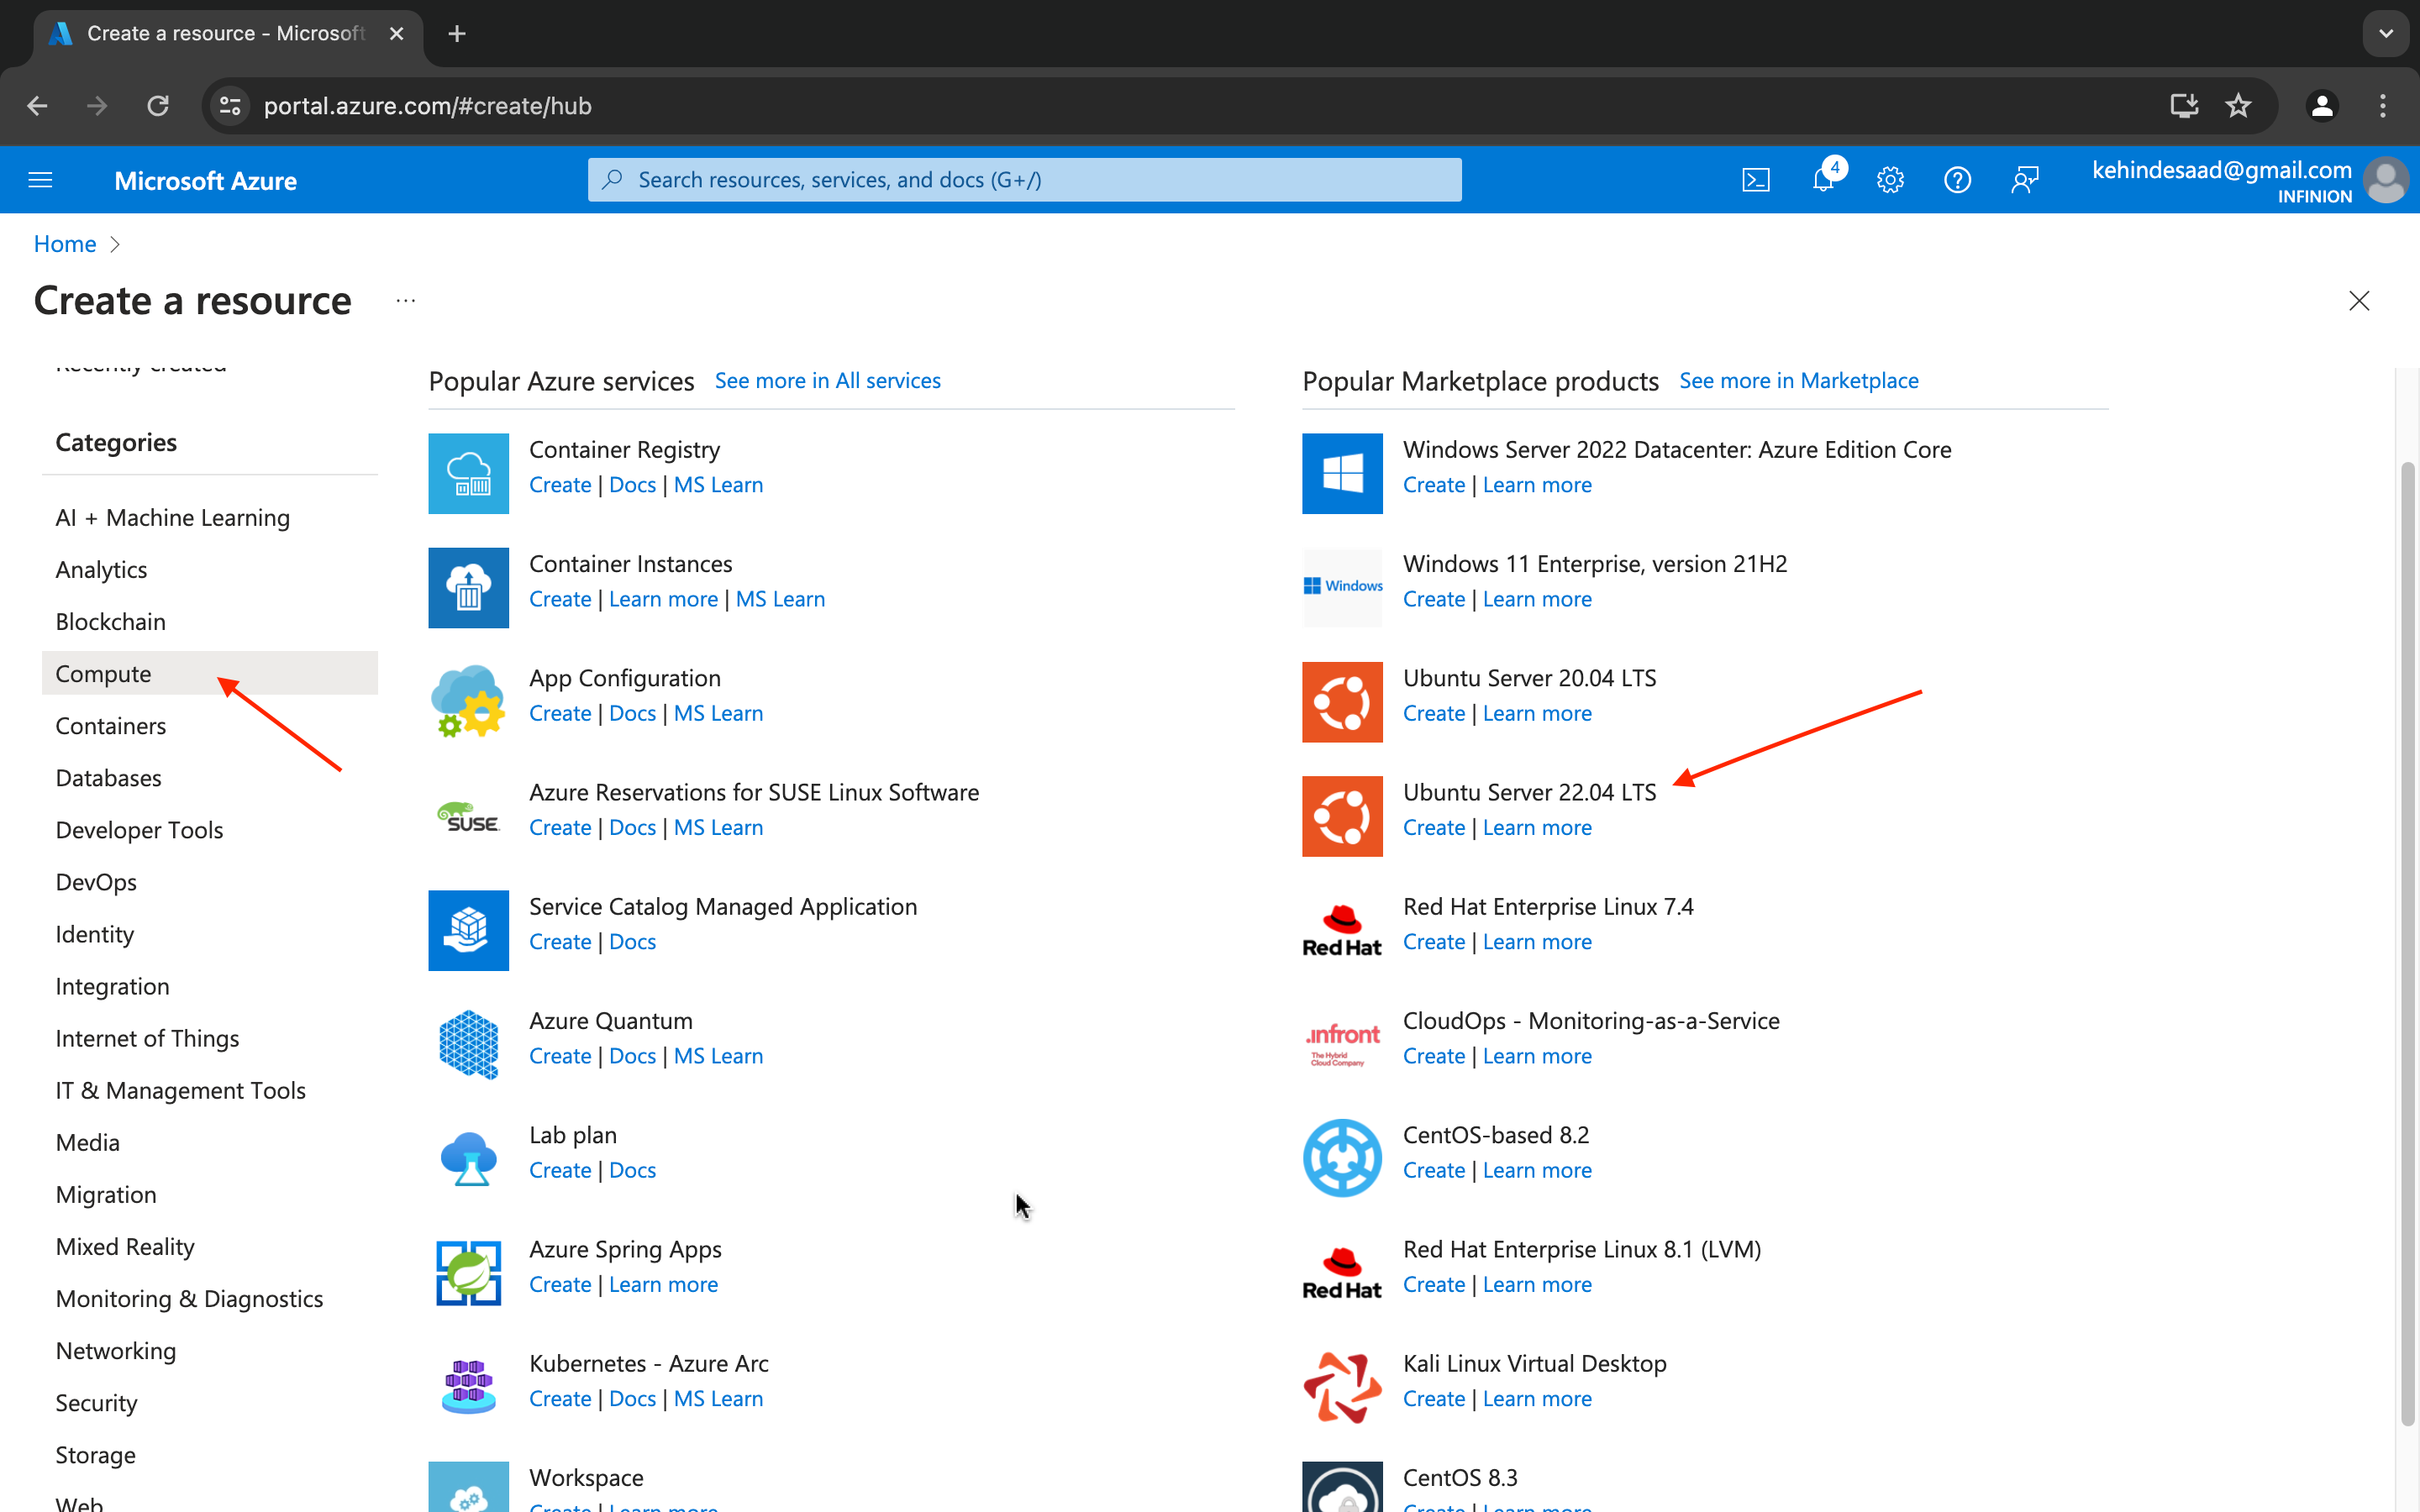 Create a resource - Microsoft
portal.azure.com/#create/hub
Microsoft Azure
Search resources, services, and docs (G+/)
4
kehindesaad@gmail.com
INFINION
Home
Create a resource
Recently created
Categories
AI + Machine Learning
Analytics
Blockchain
Compute
Containers
Databases
Developer Tools
DevOps
Identity
Integration
Internet of Things
IT & Management Tools
Media
Migration
Mixed Reality
Monitoring & Diagnostics
Networking
Security
Storage
Web
Popular Azure services See more in All services
Container Registry
Create | Docs | MS Learn
Container Instances
Create | Learn more | MS Learn
App Configuration
Create | Docs | MS Learn
SUSE
Azure Reservations for SUSE Linux Software
Create | Docs | MS Learn
Service Catalog Managed Application
Create | Docs
Azure Quantum
Create | Docs | MS Learn
Lab plan
Create | Docs
Azure Spring Apps
Create | Learn more
Kubernetes - Azure Arc
Create | Docs | MS Learn
Workspace
Create | Learn more
Popular Marketplace products See more in Marketplace
Windows Server 2022 Datacenter: Azure Edition Core
Create | Learn more
Windows
Windows 11 Enterprise, version 21H2
Create | Learn more
Ubuntu Server 20.04 LTS
Create | Learn more
Ubuntu Server 22.04 LTS
Create | Learn more
Red Hat
Red Hat Enterprise Linux 7.4
Create | Learn more
.infront
The Hybrid
Cloud Company
CloudOps - Monitoring-as-a-Service
Create | Learn more
CentOS-based 8.2
Create | Learn more
Red Hat
Red Hat Enterprise Linux 8.1 (LVM)
Create | Learn more
Kali Linux Virtual Desktop
Create | Learn more
CentOS 8.3
Create | Learn more